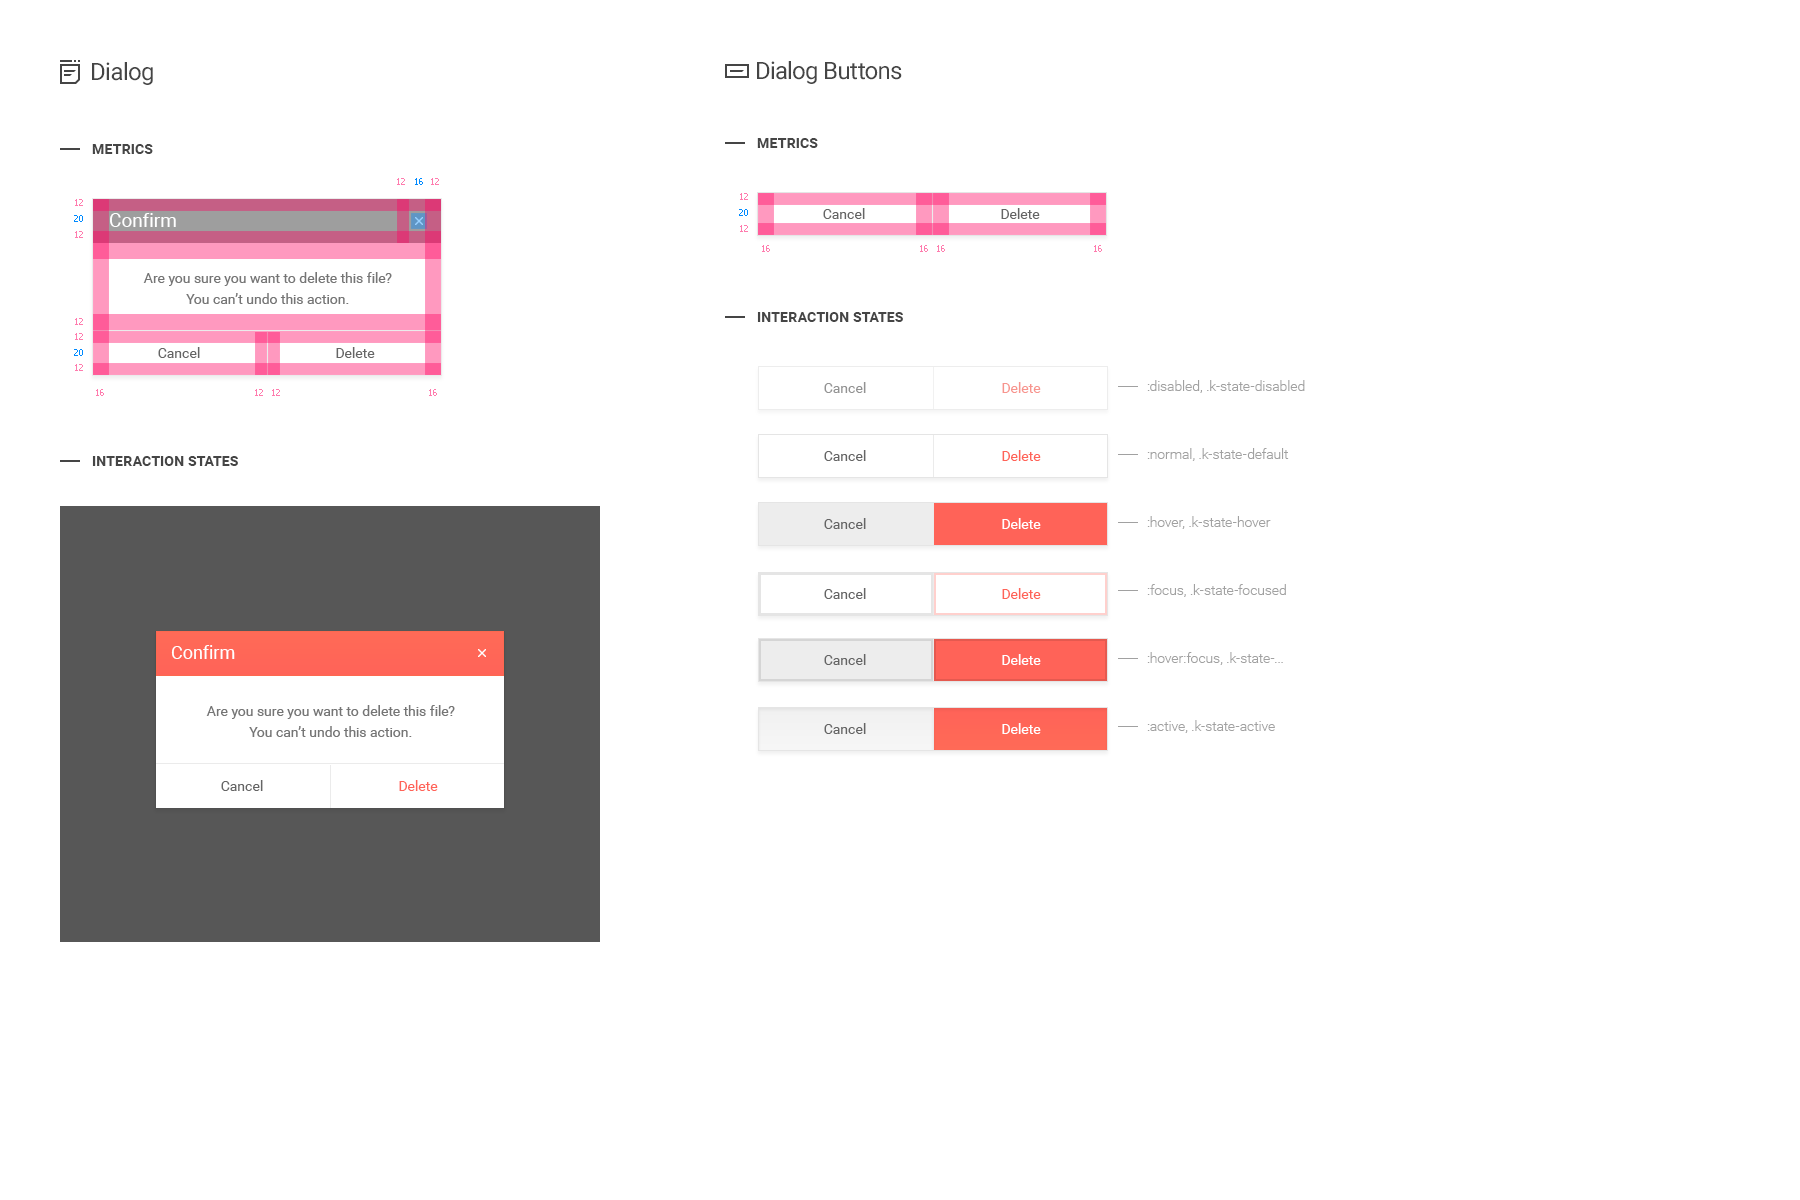 Dialog
METRICS
12 16 12
12
20
12
Confirm
Are you sure you want to delete this file?
You can’t undo this action.
12
12
20
12
Cancel
Delete
16
12 12
16
INTERACTION STATES
Confirm
Are you sure you want to delete this file?
You can’t undo this action.
Cancel
Delete
Dialog Buttons
METRICS
12
20
12
Cancel
Delete
16
16 16
16
INTERACTION STATES
Cancel
Delete
:disabled, .k-state-disabled
Cancel
Delete
:normal, .k-state-default
Cancel
Delete
:hover, .k-state-hover
Cancel
Delete
:focus, .k-state-focused
Cancel
Delete
:hover:focus, .k-state-...
Cancel
Delete
:active, .k-state-active